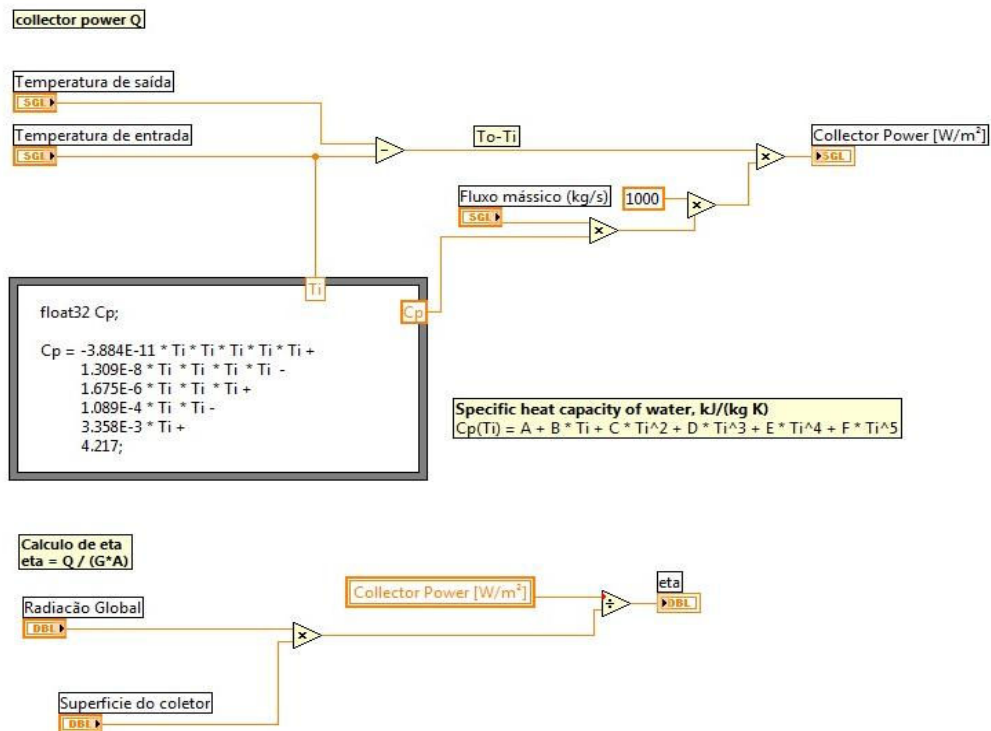 collector power Q
Temperatura de saída
SGL
Temperatura de entrada
SGL
-
To-Ti
Collector Power [W/m²]
SGL
×
Fluxo mássico (kg/s)
SGL
1000
×
×
Ti
Cp
float32 Cp;
Cp = -3.884E-11 * Ti * Ti * Ti * Ti * Ti +
1.309E-8 * Ti * Ti * Ti * Ti -
1.675E-6 * Ti * Ti * Ti +
1.089E-4 * Ti * Ti -
3.358E-3 * Ti +
4.217;
Specific heat capacity of water, kJ/(kg K)
Cp(Ti) = A + B * Ti + C * Ti^2 + D * Ti^3 + E * Ti^4 + F * Ti^5
Calculo de eta
eta = Q / (G*A)
Radiacão Global
DBL
×
Collector Power [W/m²]
÷
eta
DBL
Superficie do coletor
DBL